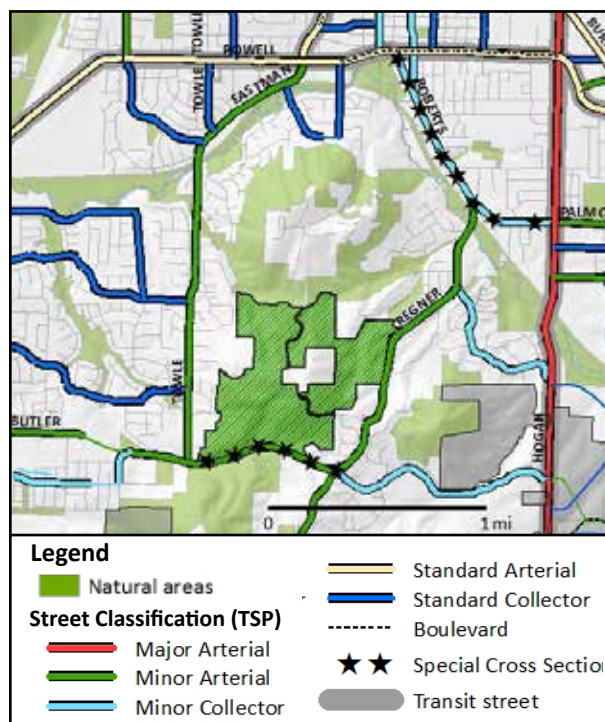 TOWLE
POWELL
TOWLE
EASTMAN
ROBERTS
PALM
REGNER
TOWLE
BUTLER
HOGAN
0 1 mi
Legend
Natural areas
Street Classification (TSP)
Major Arterial
Minor Arterial
Minor Collector
Standard Arterial
Standard Collector
Boulevard
Special Cross Sectio
Transit street